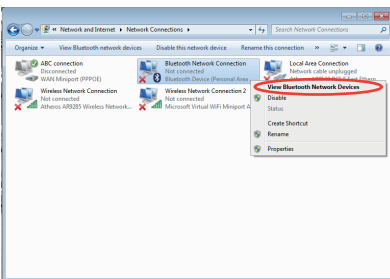 « Network and Internet ▸ Network Connections ▸
Search Network Connections
Organize ▾ View Bluetooth network devices Disable this network device Rename this connection »
ABC connection
Disconnected
WAN Miniport (PPPOE)
Bluetooth Network Connection
Not connected
Bluetooth Device (Personal Area ...
Local Area Connection
Network cable unplugged
Wireless Network Connection
Not connected
Atheros AR9285 Wireless Network...
Wireless Network Connection 2
Not connected
Microsoft Virtual WiFi Miniport A
View Bluetooth Network Devices
Disable
Status
Create Shortcut
Rename
Properties